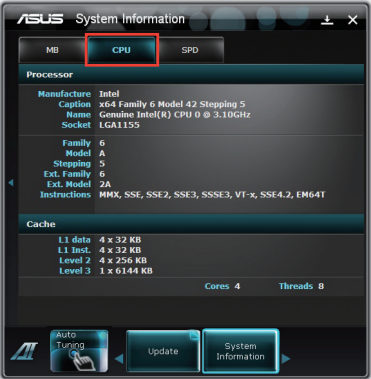 ASUS System Information
MB CPU SPD
Processor
Manufacture Intel
Caption x64 Family 6 Model 42 Stepping 5
Name Genuine Intel(R) CPU 0 @ 3.10GHz
Socket LGA1155
Family 6
Model A
Stepping 5
Ext. Family 6
Ext. Model 2A
Instructions MMX, SSE, SSE2, SSE3, SSSE3, VT-x, SSE4.2, EM64T
Cache
L1 data 4 x 32 KB
L1 Inst. 4 x 32 KB
Level 2 4 x 256 KB
Level 3 1 x 6144 KB
Cores 4 Threads 8
Auto
Tuning
Update
System
Information